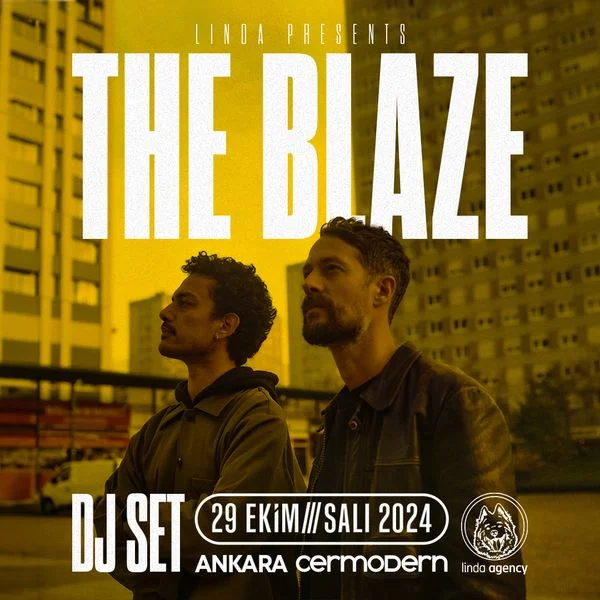 LINDA PRESENTS
THE BLAZE
DJ SET
29 EKİM///SALI 2024
ANKARA cermodern
linda agency